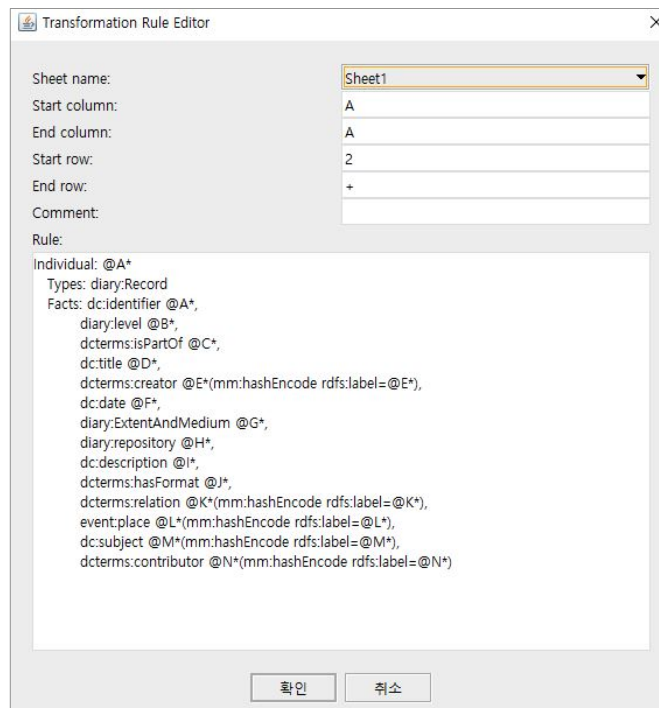 Transformation Rule Editor
Sheet name: Sheet1
Start column: A
End column: A
Start row: 2
End row: +
Comment:
Rule:
Individual: @A*
Types: diary:Record
Facts: dc:identifier @A*,
diary:level @B*,
dcterms:isPartOf @C*,
dc:title @D*,
dcterms:creator @E*(mm:hashEncode rdfs:label=@E*),
dc:date @F*,
diary:ExtentAndMedium @G*,
diary:repository @H*,
dc:description @I*,
dcterms:hasFormat @J*,
dcterms:relation @K*(mm:hashEncode rdfs:label=@K*),
event:place @L*(mm:hashEncode rdfs:label=@L*),
dc:subject @M*(mm:hashEncode rdfs:label=@M*),
dcterms:contributor @N*(mm:hashEncode rdfs:label=@N*)
확인 취소